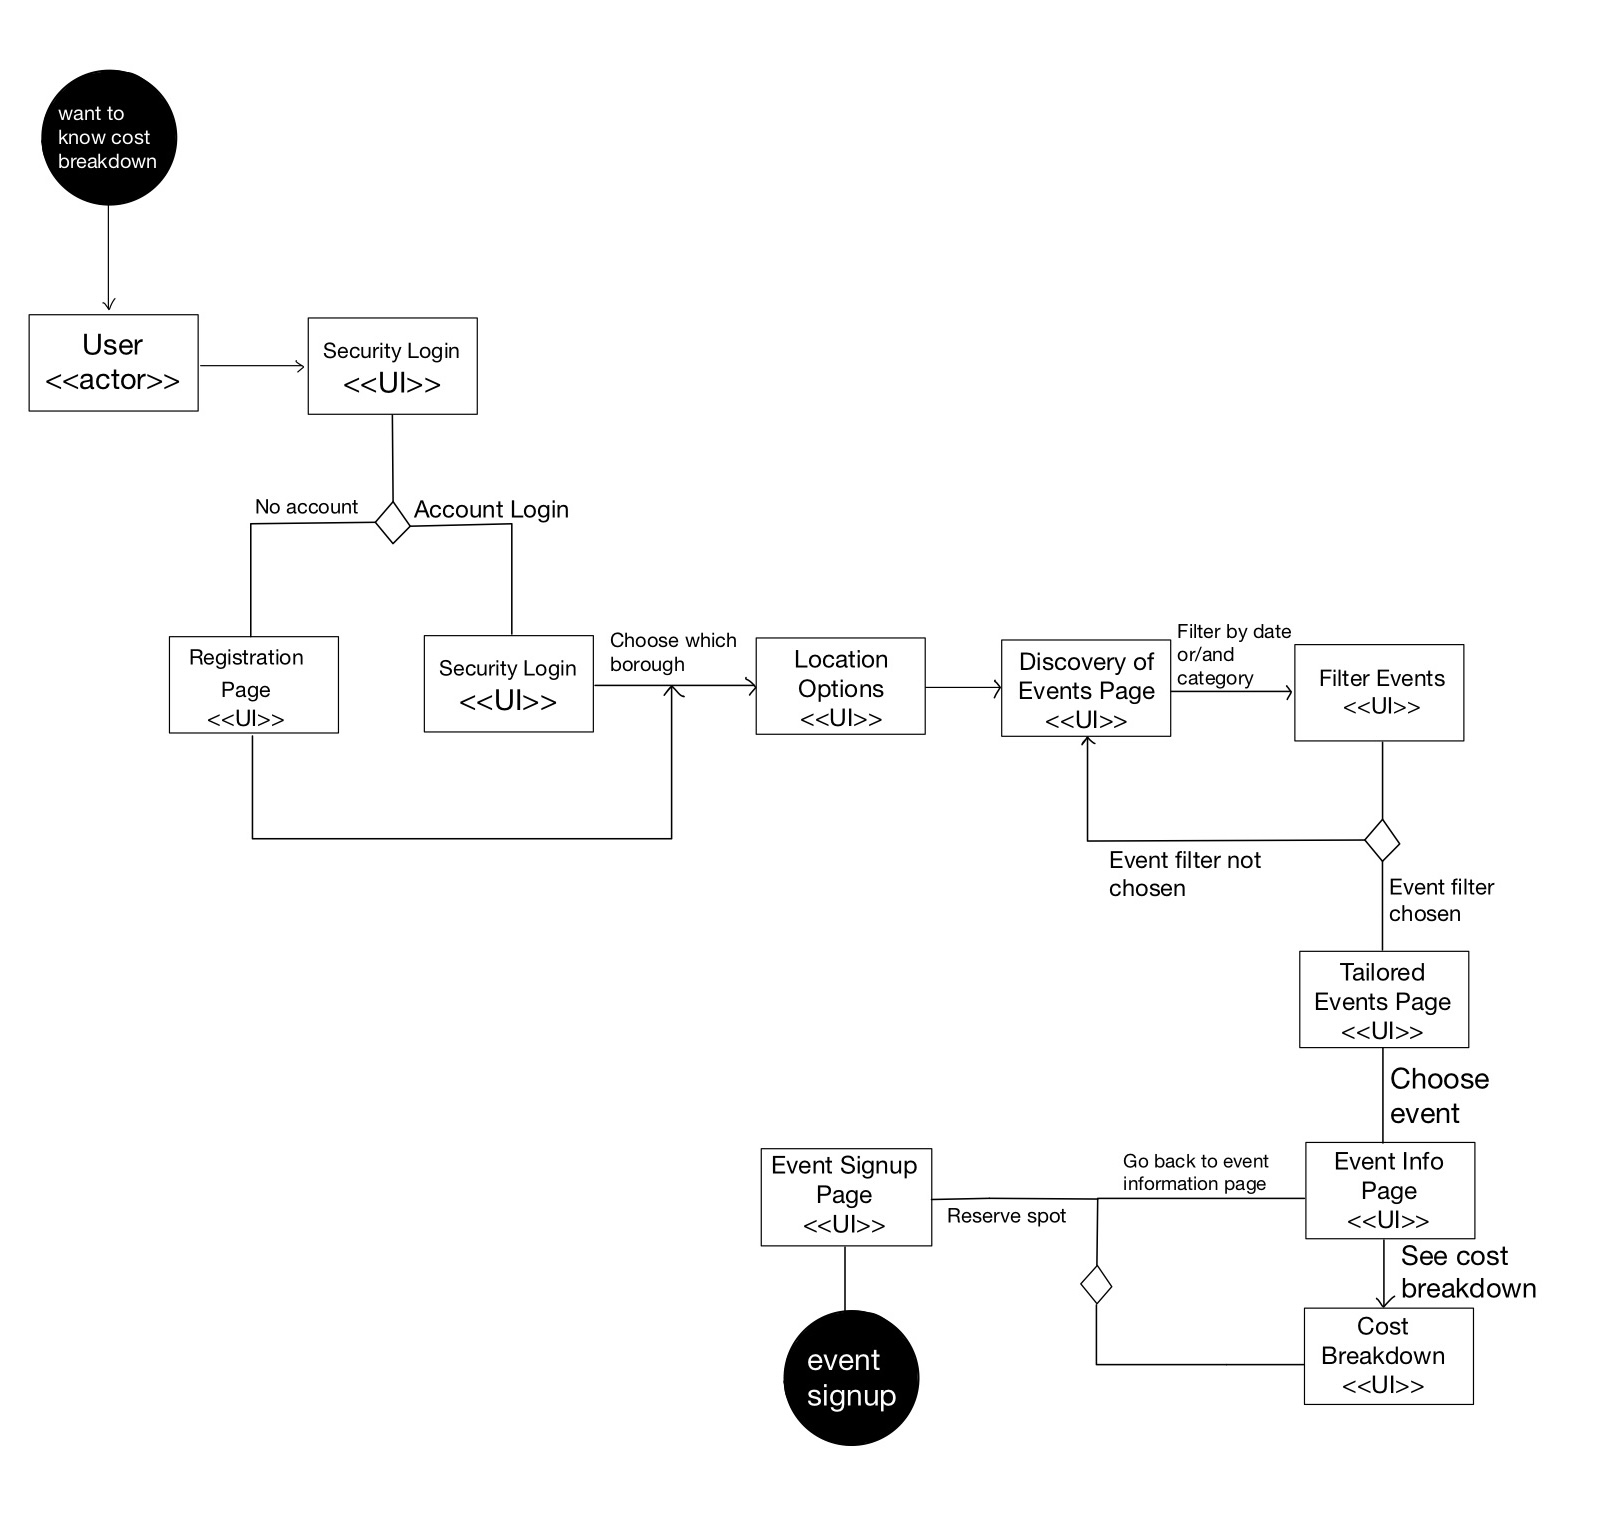 want to
know cost
breakdown
User
<<actor>>
Security Login
<<UI>>
No account
Account Login
Registration
Page
<<UI>>
Security Login
<<UI>>
Choose which
borough
Location
Options
<<UI>>
Discovery of
Events Page
<<UI>>
Filter by date
or/and
category
Filter Events
<<UI>>
Event filter not
chosen
Event filter
chosen
Tailored
Events Page
<<UI>>
Choose
event
Event Signup
Page
<<UI>>
Reserve spot
Go back to event
information page
Event Info
Page
<<UI>>
See cost
breakdown
Cost
Breakdown
<<UI>>
event
signup